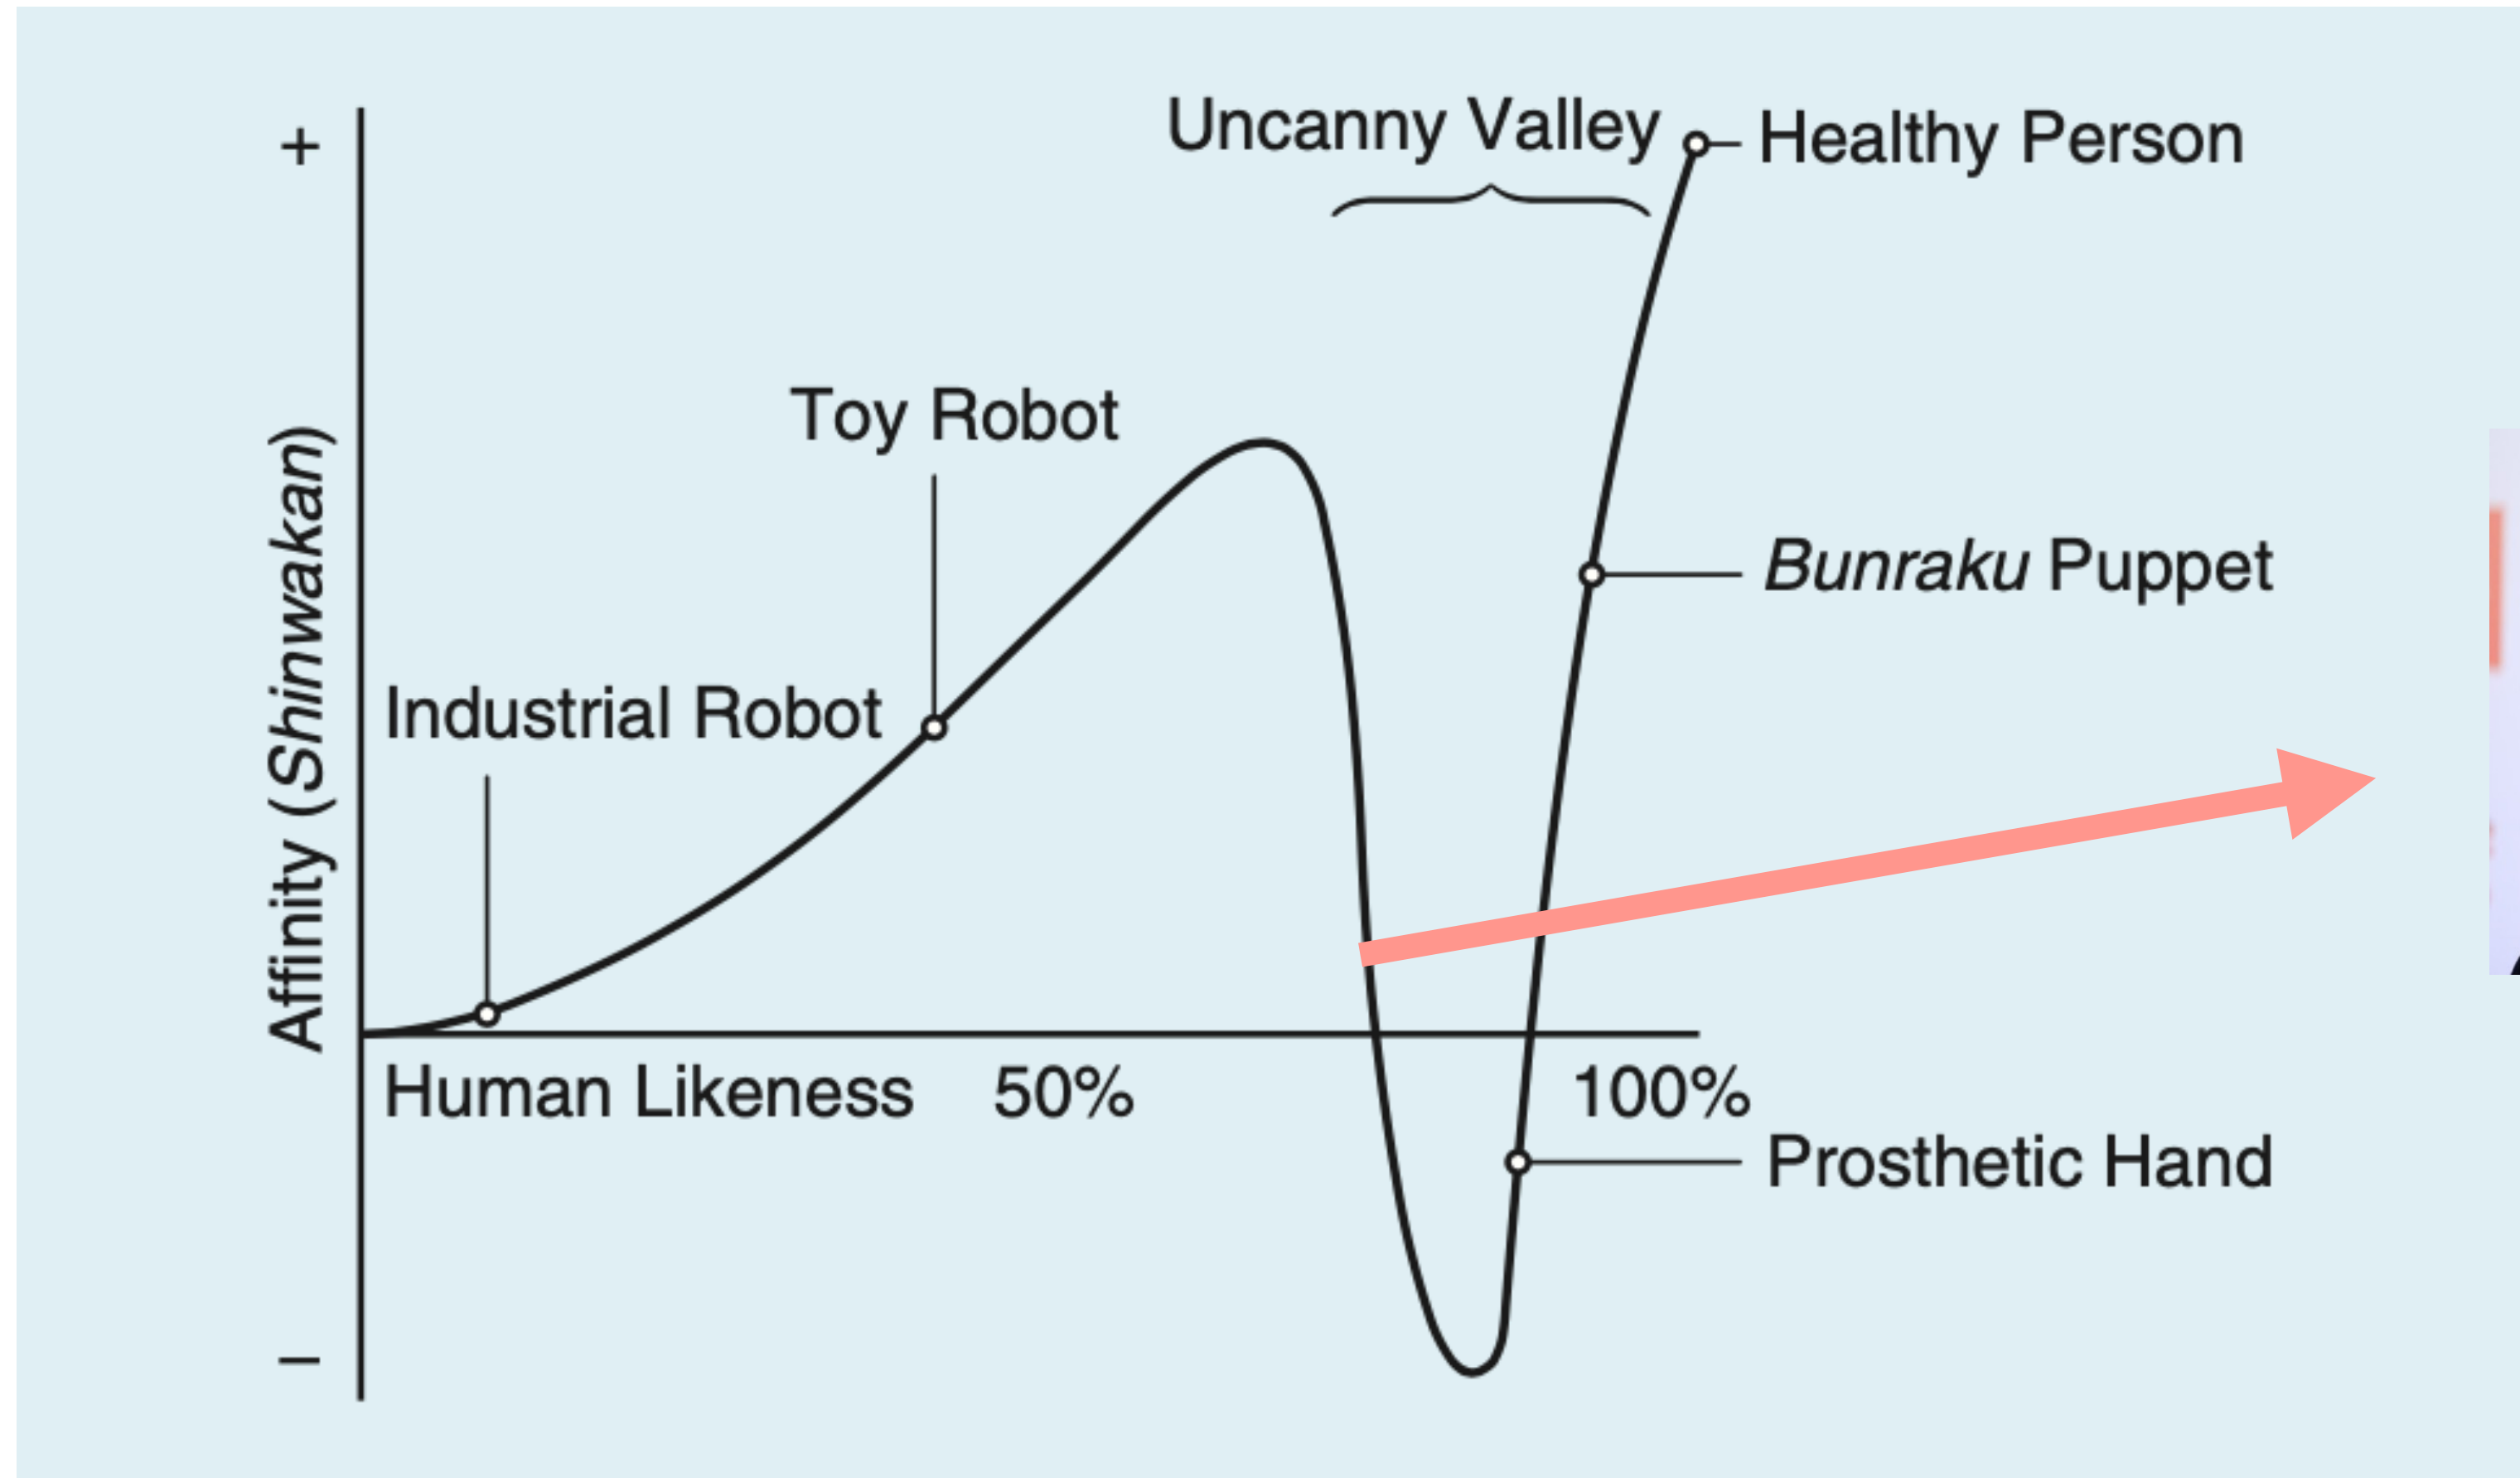 Uncanny Valley
Healthy Person
+
Toy Robot
Bunraku Puppet
Industrial Robot
Affinity (Shinwakan)
Human Likeness 50% 100%
Prosthetic Hand
–